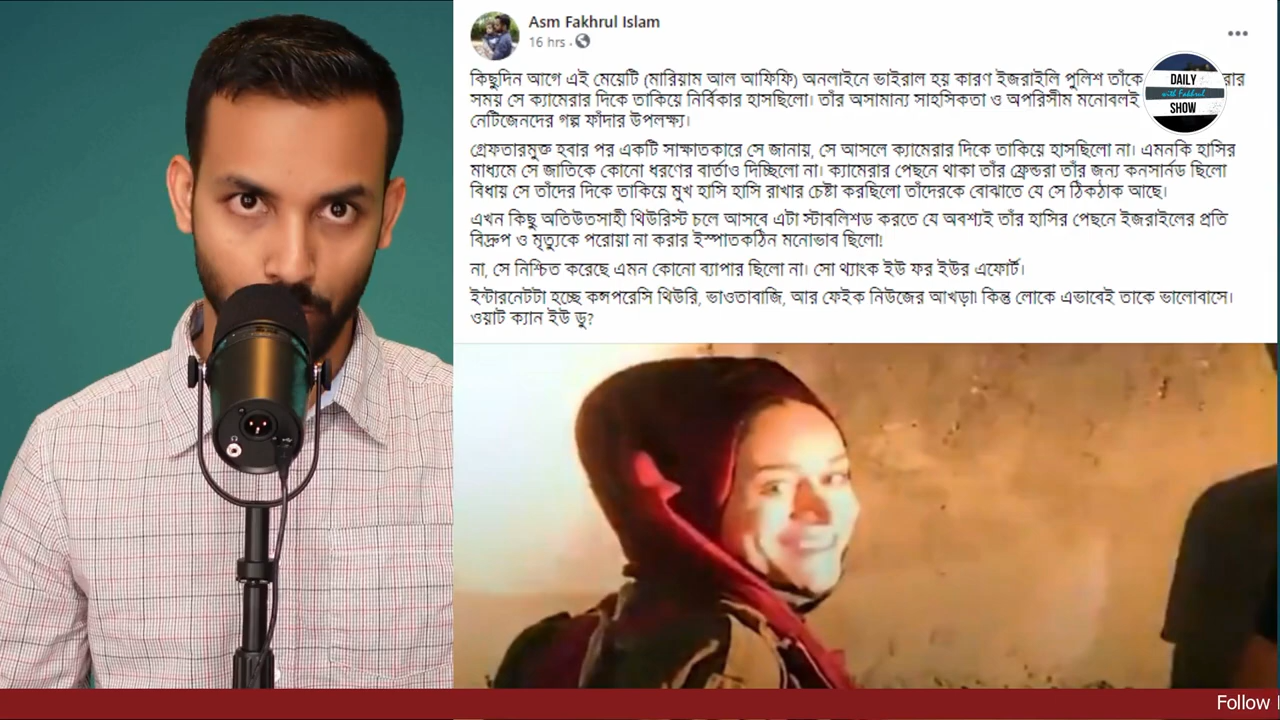 Asm Fakhrul Islam
16 hrs ·
কিছুদিন আগে এই মেয়েটি (মারিয়াম আল আফিফি) অনলাইনে ভাইরাল হয় কারণ ইজরাইলি পুলিশ তাঁকে
সময় সে ক্যামেরার দিকে তাকিয়ে নির্বিকার হাসছিলো। তাঁর অসামান্য সাহসিকতা ও অপরিসীম মনোবলই
নেটিজেনদের গল্প ফাঁদার উপলক্ষ্য।
গ্রেফতারমুক্ত হবার পর একটি সাক্ষাতকারে সে জানায়, সে আসলে ক্যামেরার দিকে তাকিয়ে হাসছিলো না। এমনকি হাসির
মাধ্যমে সে জাতিকে কোনো ধরণের বার্তাও দিচ্ছিলো না। ক্যামেরার পেছনে থাকা তাঁর ফ্রেন্ডরা তাঁর জন্য কনসার্নড ছিলো
বিধায় সে তাঁদের দিকে তাকিয়ে মুখ হাসি হাসি রাখার চেষ্টা করছিলো তাঁদেরকে বোঝাতে যে সে ঠিকঠাক আছে।
এখন কিছু অতিউতসাহী থিউরিস্ট চলে আসবে এটা স্টাবলিশড করতে যে অবশ্যই তাঁর হাসির পেছনে ইজরাইলের প্রতি
বিদ্রুপ ও মৃত্যুকে পরোয়া না করার ইস্পাতকঠিন মনোভাব ছিলো!
না, সে নিশ্চিত করেছে এমন কোনো ব্যাপার ছিলো না। সো থ্যাংক ইউ ফর ইউর এফোর্ট।
ইন্টারনেটটা হচ্ছে কন্সপরেসি থিউরি, ভাওতাবাজি, আর ফেইক নিউজের আখড়া৷ কিন্তু লোকে এভাবেই তাকে ভালোবাসে।
ওয়াট ক্যান ইউ ডু?
DAILY
with Fakhrul
SHOW
Follow